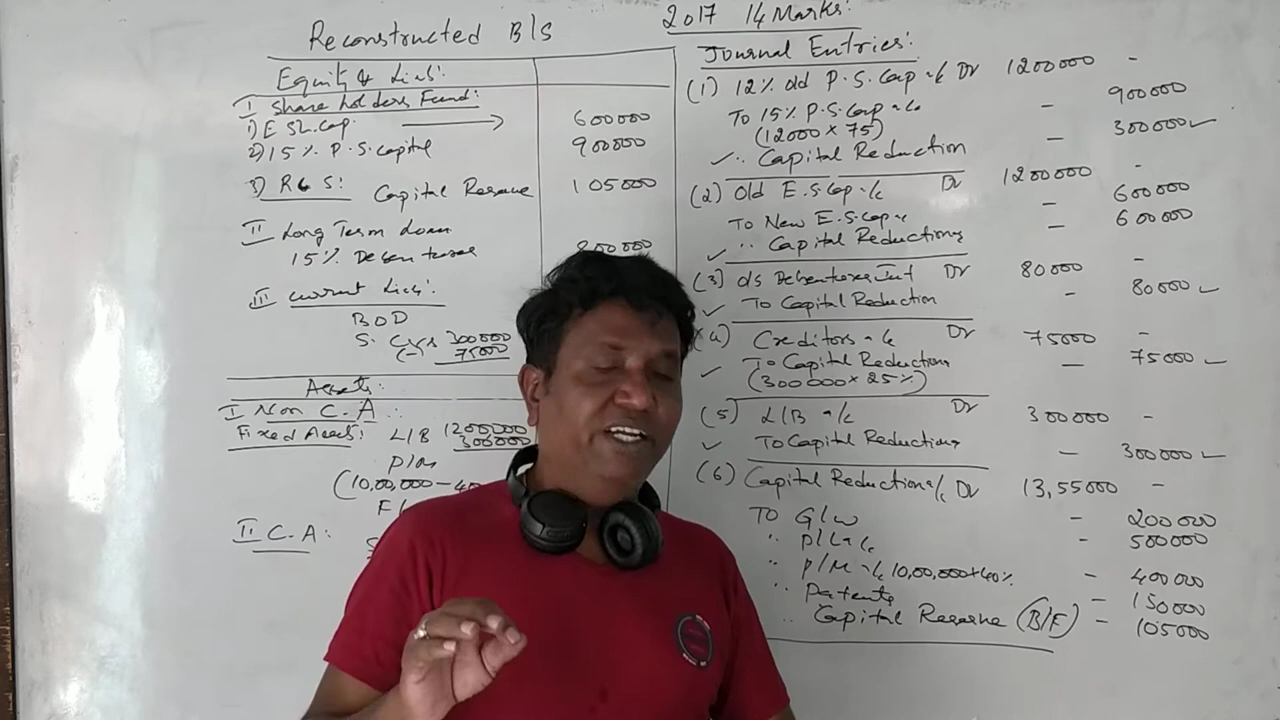 Reconstructed B/S
Equity & Liab:
I Shareholders Fund:
1) E Sh. Cap. 600000
2) 15% P.S. Capital 900000
3) R & S: Capital Reserve 105000
II Long Term Loan
15% Debentures 800000
III Current Liab:
BOD
S. Crs 300000
(-) 75000
Assets:
I Non C.A
Fixed Assets: L/B 1200000
300000
P/M
(10,00,000 - 40
F/
II C.A:
S
2017 14 Marks:
Journal Entries:
(1) 12% old P.S. Cap a/c Dr 1200000 -
To 15% P.S. Cap a/c - 900000
(12000 x 75)
✓ " Capital Reduction - 300000 ✓
(2) Old E.S. Cap a/c Dr 1200000 -
To New E.S. Cap a/c - 600000
✓ " Capital Reduction - 600000
(3) o/s Debentures Int Dr 80000 -
✓ To Capital Reduction - 80000 ✓
(4) Creditors a/c Dr 75000 -
✓ To Capital Reduction - 75000 ✓
(300000 x 25%)
(5) L/B a/c Dr 300000 -
✓ To Capital Reduction - 300000 ✓
(6) Capital Reduction a/c Dr 13,55000 -
To G/w - 200000
" P/L a/c - 500000
" P/M a/c 10,00,000 x 40% - 400000
" Patents - 150000
" Capital Reserve (B/F) - 105000